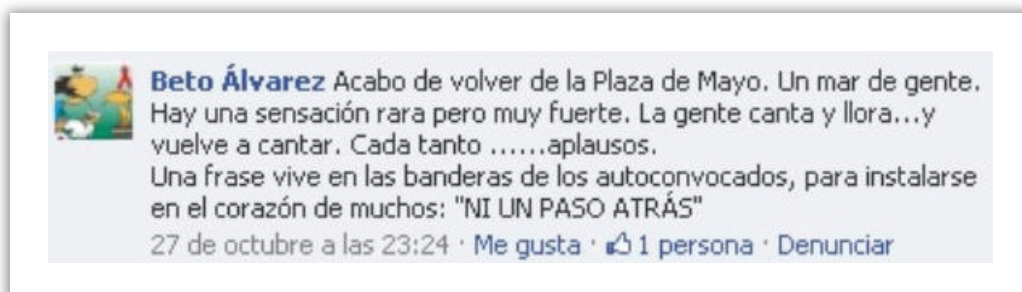 Beto Álvarez Acabo de volver de la Plaza de Mayo. Un mar de gente.
Hay una sensación rara pero muy fuerte. La gente canta y llora...y
vuelve a cantar. Cada tanto ......aplausos.
Una frase vive en las banderas de los autoconvocados, para instalarse
en el corazón de muchos: "NI UN PASO ATRÁS"
27 de octubre a las 23:24 · Me gusta · 1 persona · Denunciar